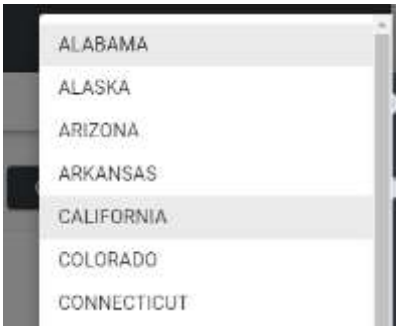 ALABAMA
ALASKA
ARIZONA
ARKANSAS
CALIFORNIA
COLORADO
CONNECTICUT